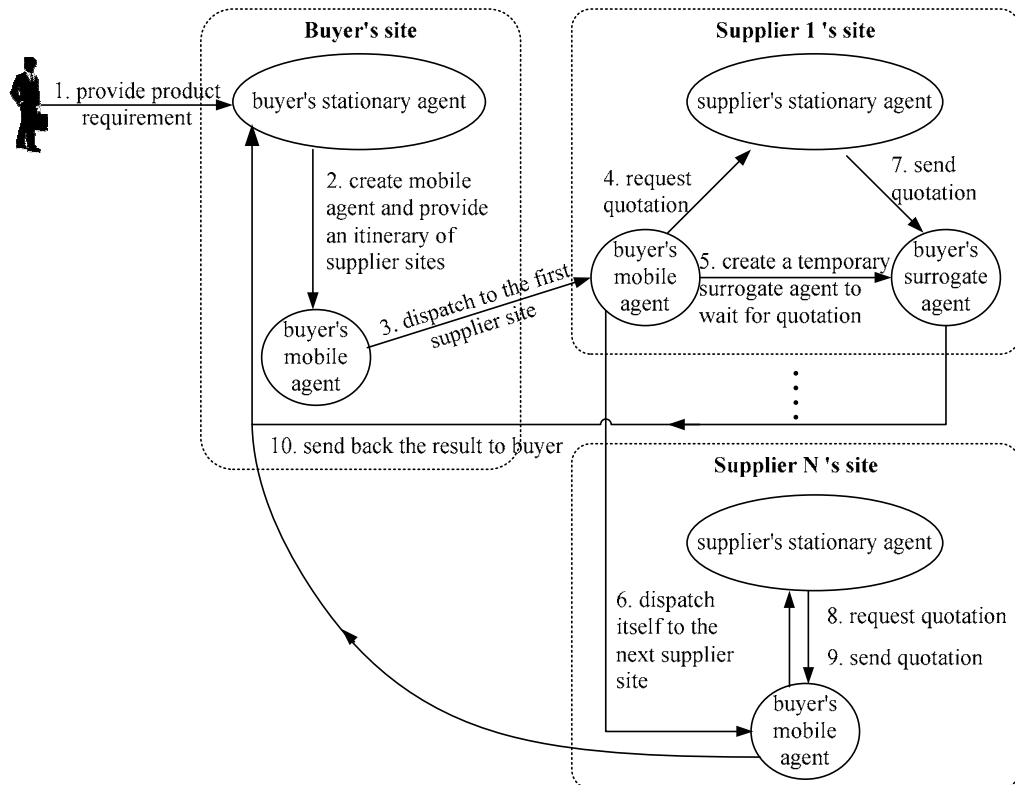 Buyer's site
1. provide product
requirement
buyer's stationary agent
2. create mobile
agent and provide
an itinerary of
supplier sites
buyer's
mobile
agent
3. dispatch to the first
supplier site
Supplier 1 's site
supplier's stationary agent
4. request
quotation
7. send
quotation
buyer's
mobile
agent
5. create a temporary
surrogate agent to
wait for quotation
buyer's
surrogate
agent
10. send back the result to buyer
Supplier N 's site
supplier's stationary agent
6. dispatch
itself to the
next supplier
site
8. request quotation
9. send quotation
buyer's
mobile
agent